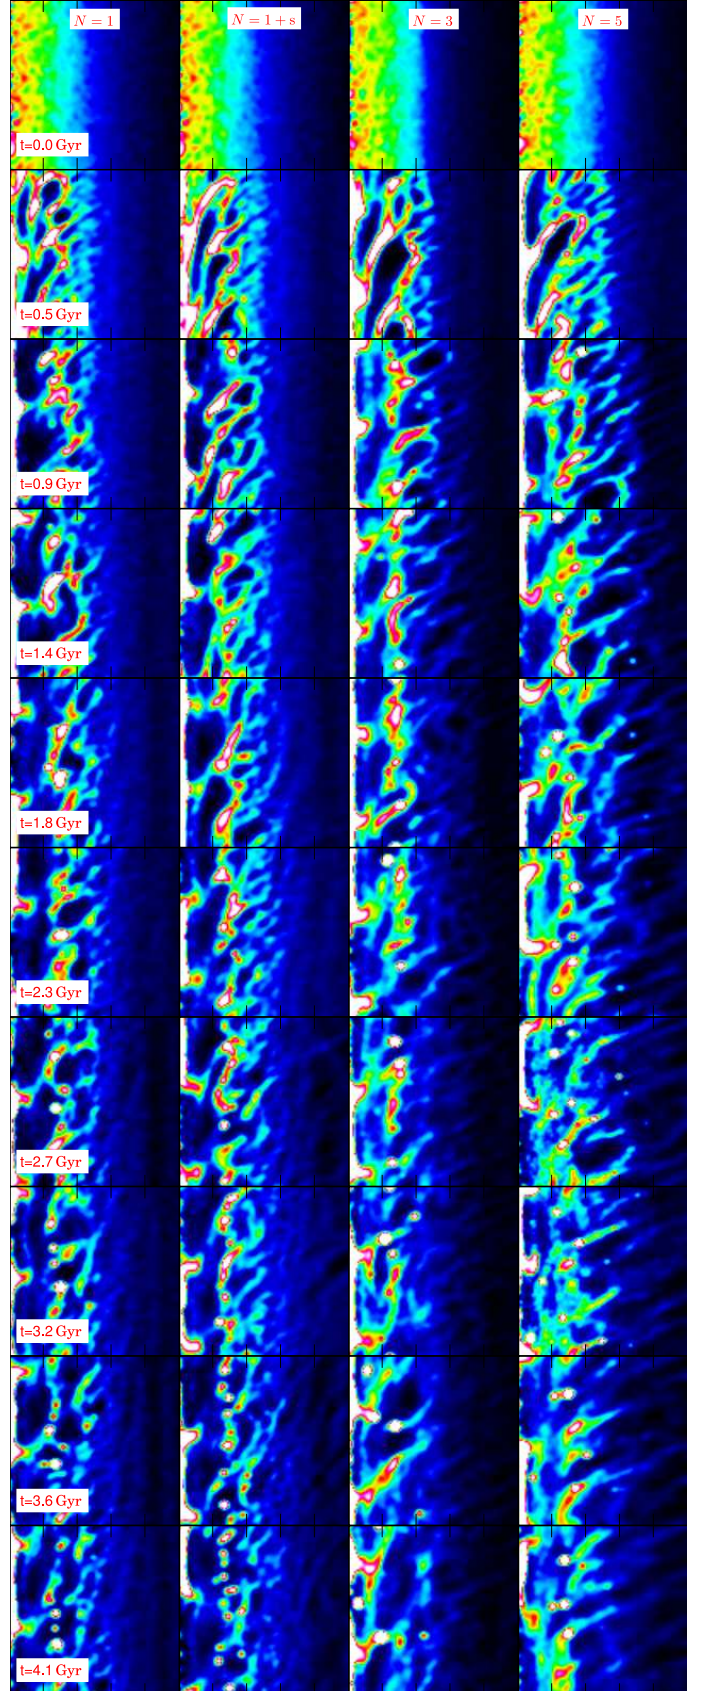 N = 1
N = 1 + s
N = 3
N = 5
t=0.0 Gyr
t=0.5 Gyr
t=0.9 Gyr
t=1.4 Gyr
t=1.8 Gyr
t=2.3 Gyr
t=2.7 Gyr
t=3.2 Gyr
t=3.6 Gyr
t=4.1 Gyr